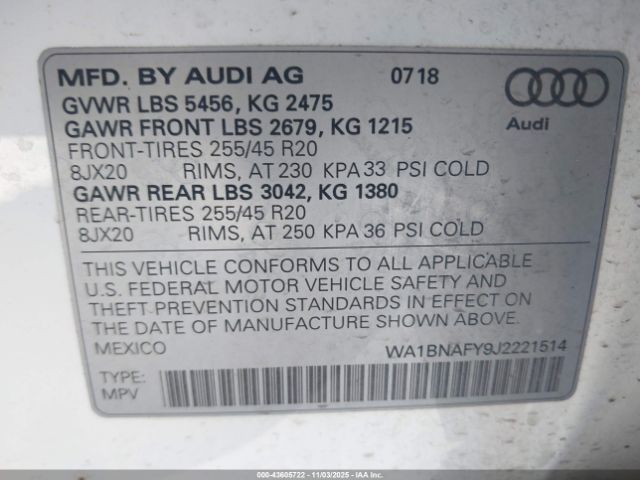 MFD. BY AUDI AG 0718
GVWR LBS 5456, KG 2475
GAWR FRONT LBS 2679, KG 1215
Audi
FRONT-TIRES 255/45 R20
8JX20 RIMS, AT 230 KPA 33 PSI COLD
GAWR REAR LBS 3042, KG 1380
REAR-TIRES 255/45 R20
8JX20 RIMS, AT 250 KPA 36 PSI COLD
THIS VEHICLE CONFORMS TO ALL APPLICABLE
U.S. FEDERAL MOTOR VEHICLE SAFETY AND
THEFT PREVENTION STANDARDS IN EFFECT ON
THE DATE OF MANUFACTURE SHOWN ABOVE.
MEXICO WA1BNAFY9J2221514
TYPE:
MPV
000-43605722 - 11/03/2025 - IAAI.COM